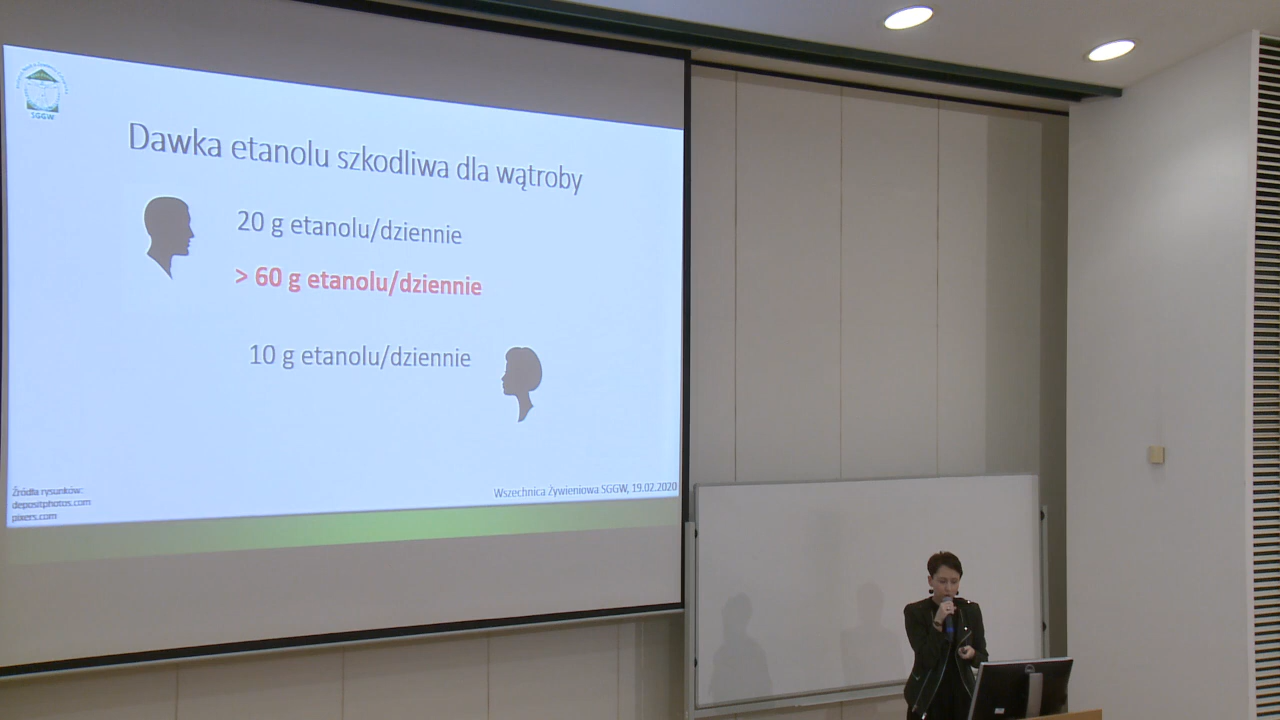 SGGW
Dawka etanolu szkodliwa dla wątroby
20 g etanolu/dziennie
> 60 g etanolu/dziennie
10 g etanolu/dziennie
Źródła rysunków:
depositphotos.com
pixers.com
Wszechnica Żywieniowa SGGW, 19.02.2020